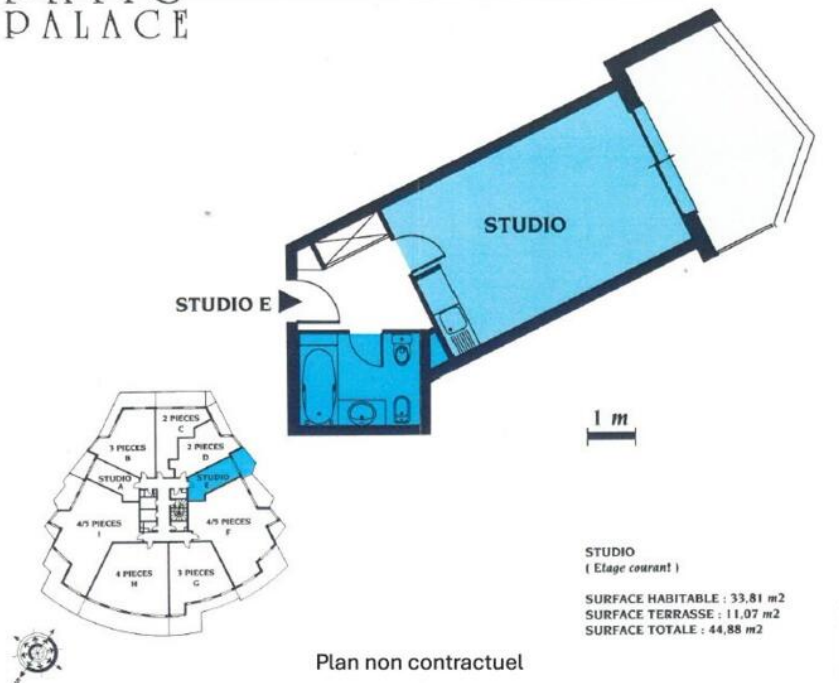 PALACE
STUDIO
STUDIO E
1 m
2 PIECES
C
3 PIECES
B
2 PIECES
D
STUDIO
A
STUDIO
E
4/5 PIECES
I
4/5 PIECES
F
4 PIECES
H
3 PIECES
G
STUDIO
( Etage courant )
SURFACE HABITABLE : 33,81 m2
SURFACE TERRASSE : 11,07 m2
SURFACE TOTALE : 44,88 m2
Plan non contractuel